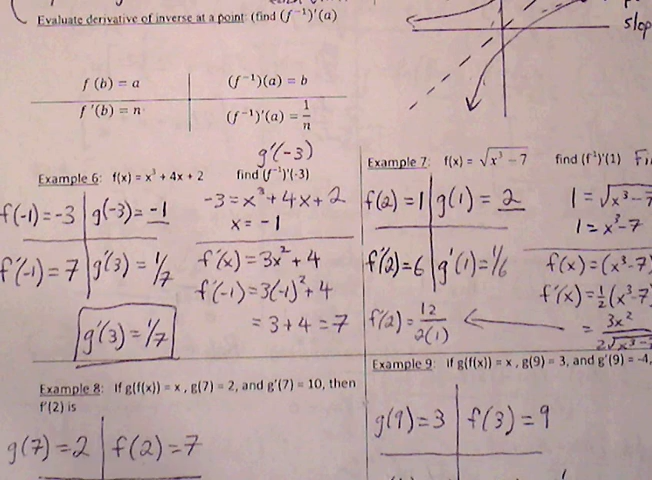 Evaluate derivative of inverse at a point: (find (f⁻¹)'(a)
slop
f (b) = a
(f⁻¹)(a) = b
f '(b) = n
(f⁻¹)'(a) = 1/n
g'(-3)
Example 6: f(x) = x³ + 4x + 2 find (f⁻¹)'(-3)
f(-1) = -3 g(-3) = -1
-3 = x³ + 4x + 2
x = -1
f'(-1) = 7 g'(3) = 1/7
f'(x) = 3x² + 4
f'(-1) = 3(-1)² + 4
= 3 + 4 = 7
g'(3) = 1/7
Example 7: f(x) = √x³ - 7 find (f¹)'(1)
f(2) = 1 g(1) = 2
1 = √x³ - 7
1 = x³ - 7
f'(2) = 6 g'(1) = 1/6
f(x) = (x³ - 7)
f'(x) = ½(x³ - 7
f'(2) = 12/2(1)
= 3x²/2√x³ - 7
Example 8: If g(f(x)) = x , g(7) = 2, and g'(7) = 10, then
f'(2) is
g(7) = 2 f(2) = 7
Example 9: If g(f(x)) = x , g(9) = 3, and g'(9) = -4,
g(9) = 3 f(3) = 9